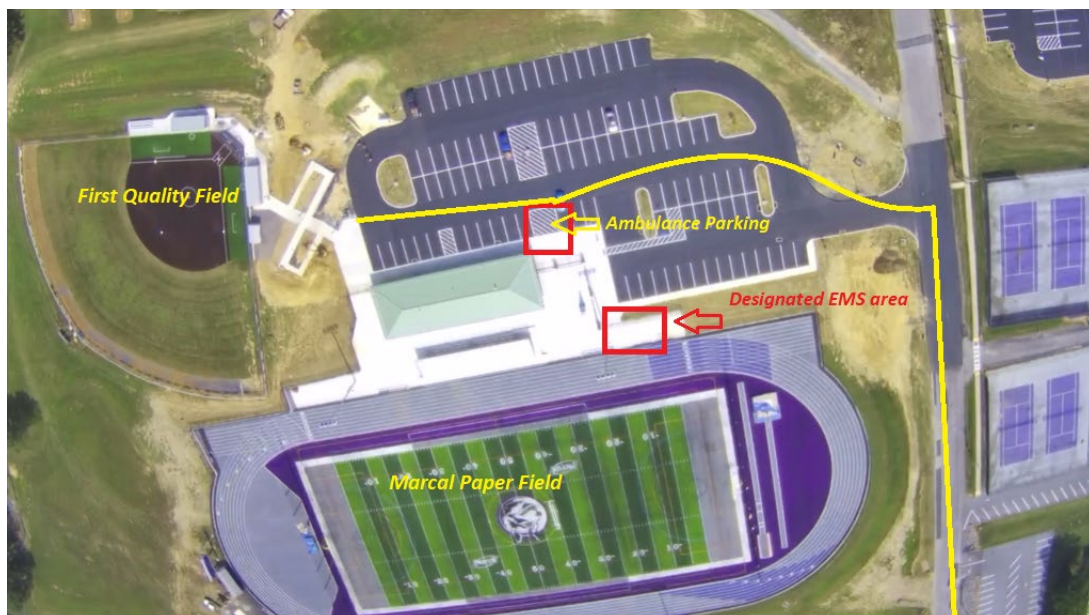 First Quality Field
Ambulance Parking
Designated EMS area
Marcal Paper Field